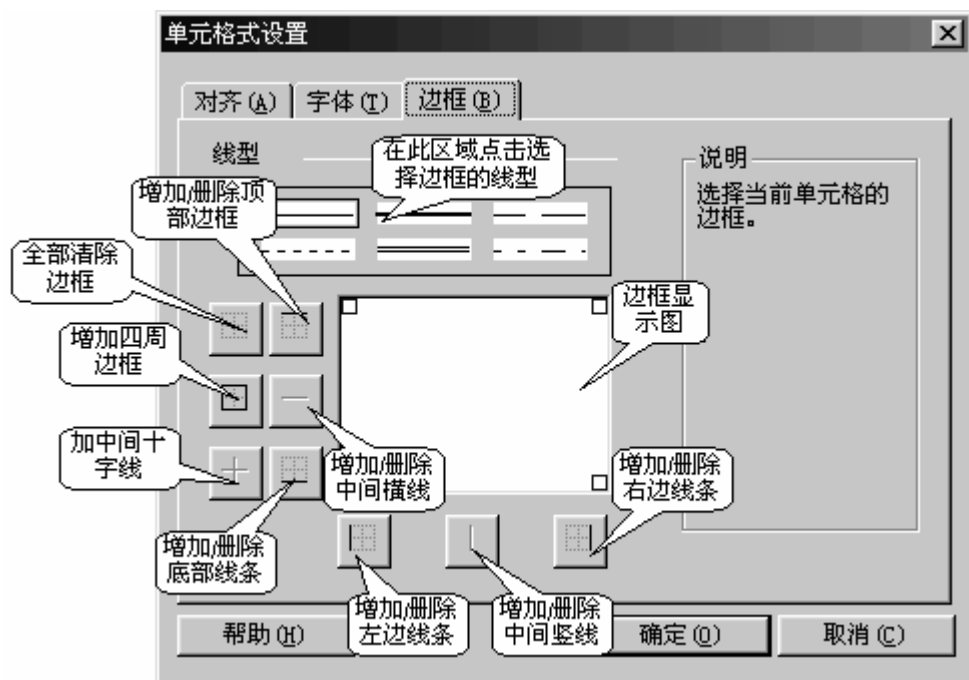 单元格式设置
对齐(A) 字体(T) 边框(B)
线型
在此区域点击选
择边框的线型
说明
选择当前单元格的
边框。
增加/删除顶
部边框
全部清除
边框
边框显
示图
增加四周
边框
加中间十
字线
增加/删除
中间横线
增加/删除
右边线条
增加/删除
底部线条
增加/删除
左边线条
增加/删除
中间竖线
帮助(H) 确定(O) 取消(C)